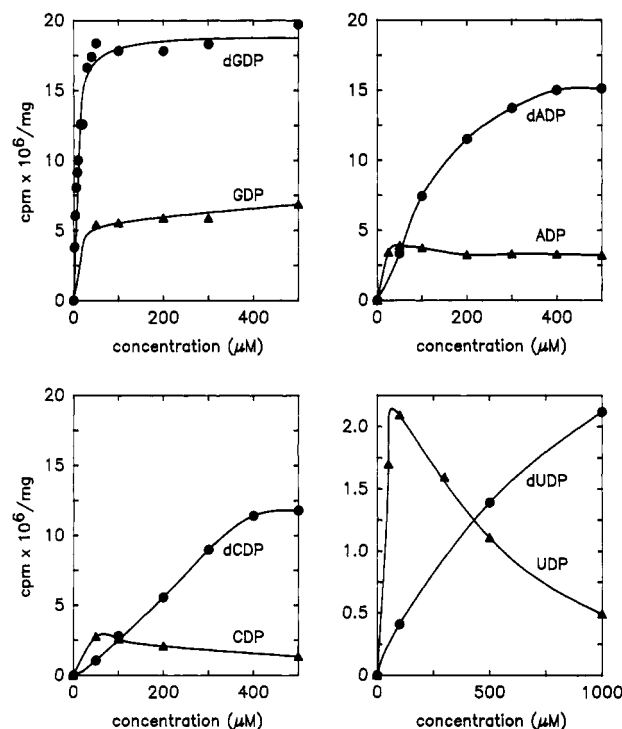 20
15
10
5
0
cpm x 10⁶/mg
dGDP
GDP
0 200 400
concentration (μM)
20
15
10
5
0
dADP
ADP
0 200 400
concentration (μM)
20
15
10
5
0
cpm x 10⁶/mg
dCDP
CDP
0 200 400
concentration (μM)
2.0
1.5
1.0
0.5
0
dUDP
UDP
0 500 1000
concentration (μM)